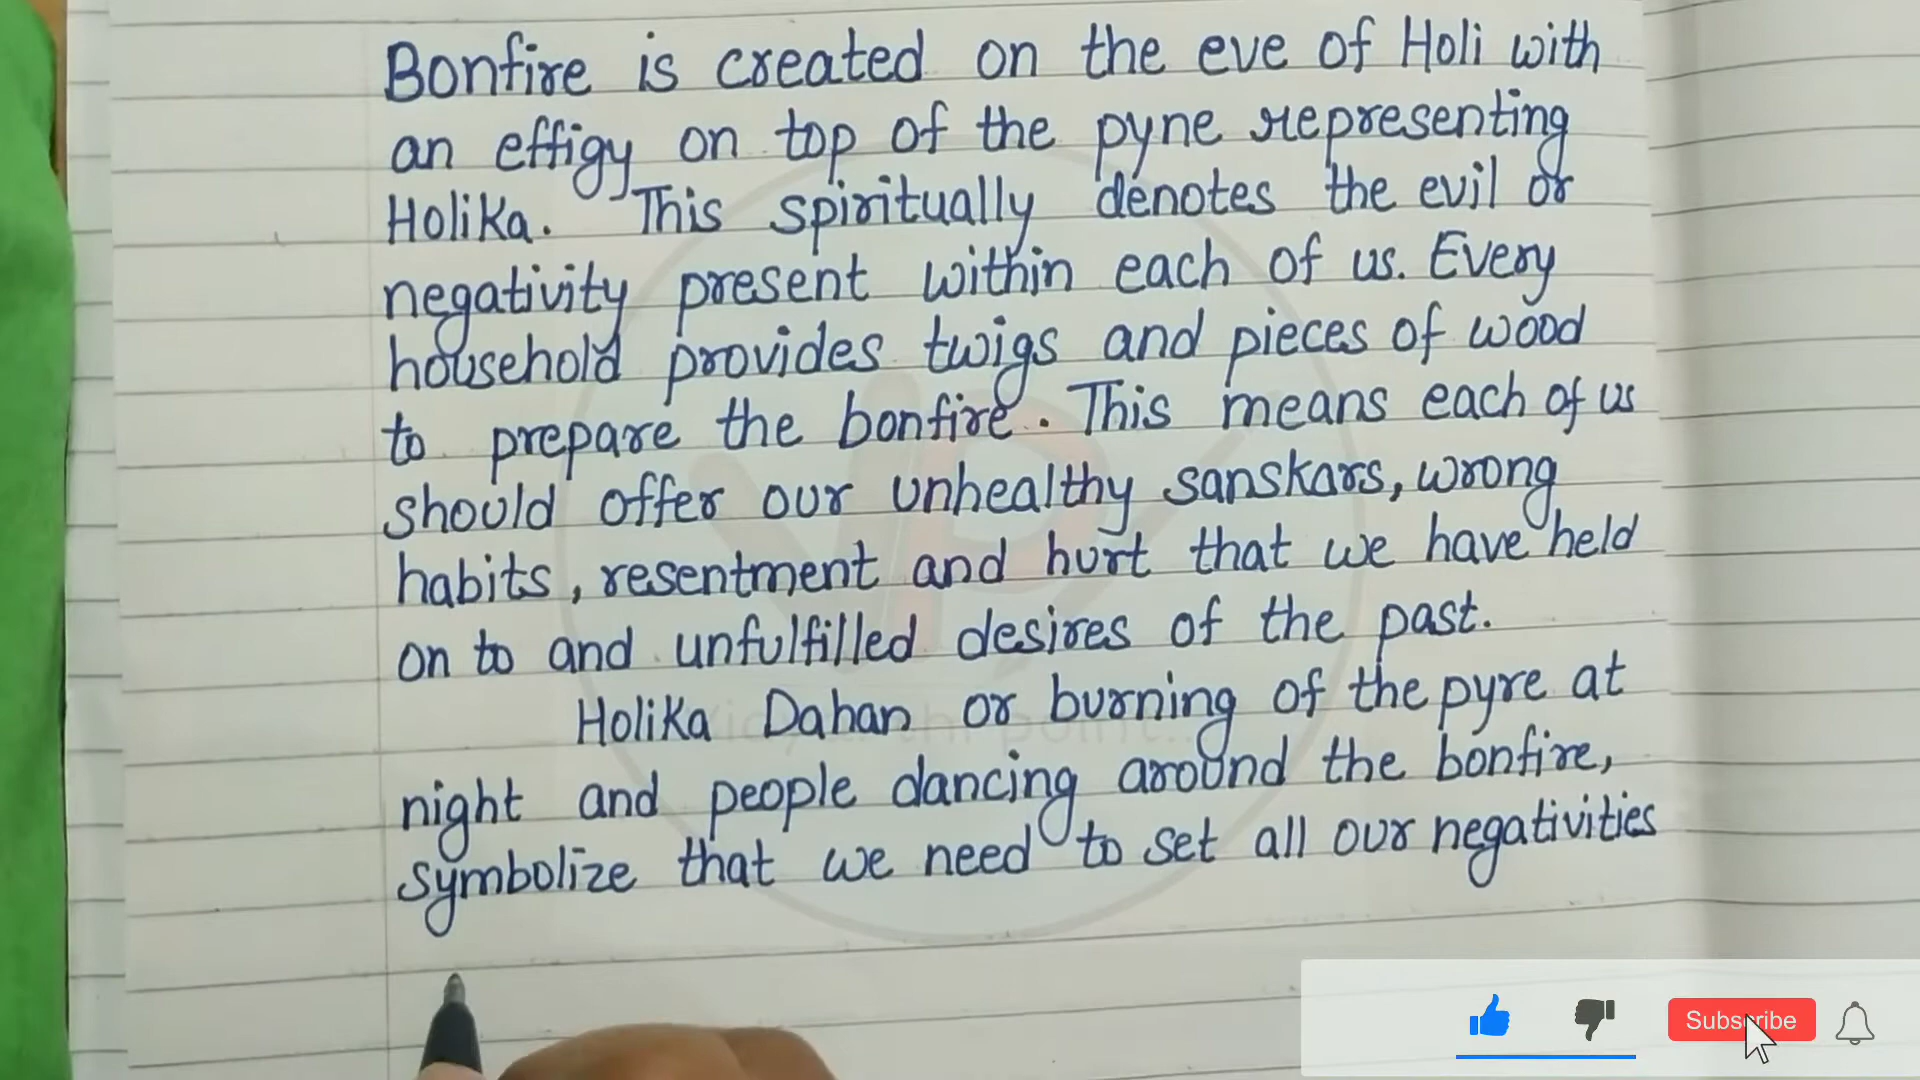 Bonfire is created on the eve of Holi with
an effigy on top of the pyne representing
Holika. This spiritually denotes the evil or
negativity present within each of us. Every
household provides twigs and pieces of wood
to prepare the bonfire. This means each of us
should offer our unhealthy sanskars, wrong
habits, resentment and hurt that we have held
on to and unfulfilled desires of the past.
Holika Dahan or burning of the pyre at
night and people dancing around the bonfire,
symbolize that we need to set all our negativities
Subscribe